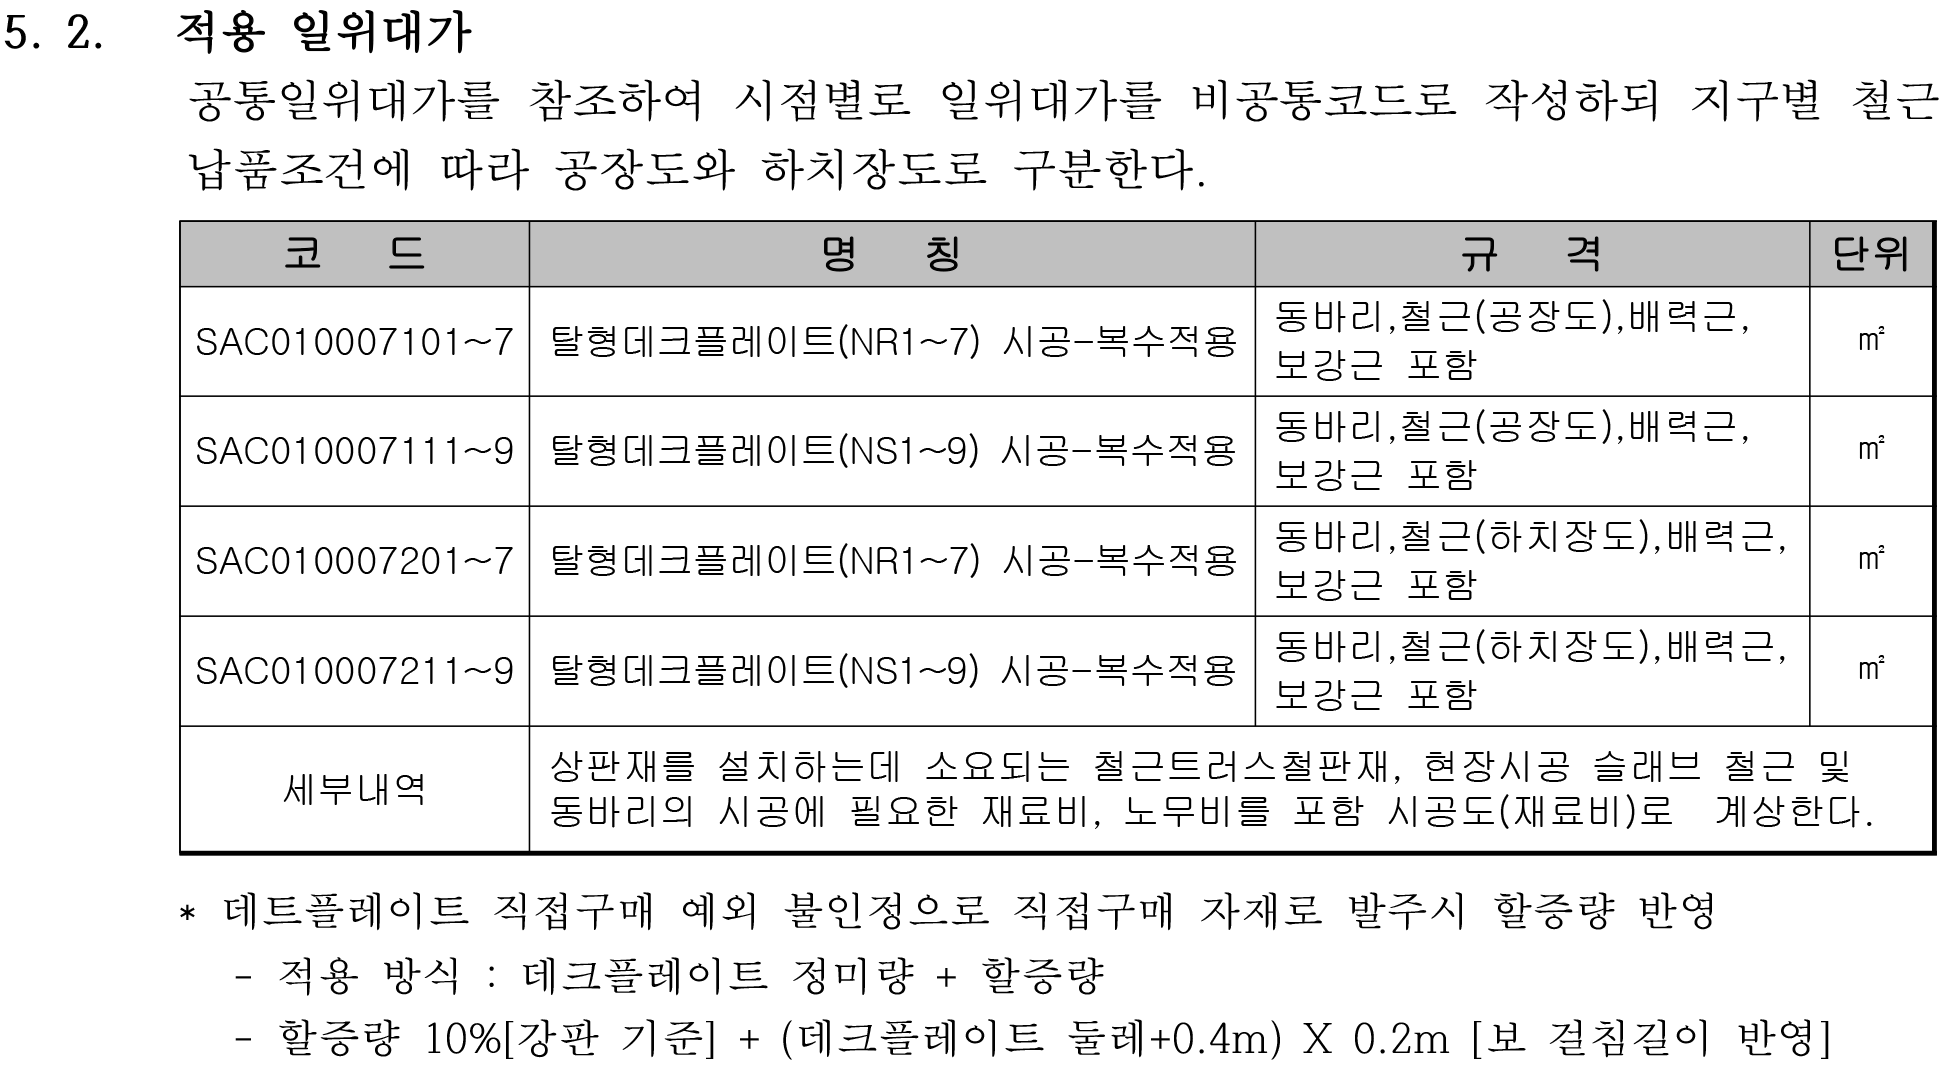 5. 2. 적용 일위대가
공통일위대가를 참조하여 시점별로 일위대가를 비공통코드로 작성하되 지구별 철근
납품조건에 따라 공장도와 하치장도로 구분한다.
코 드 명 칭 규 격 단위
SAC010007101~7 탈형데크플레이트(NR1~7) 시공-복수적용 동바리,철근(공장도),배력근, ㎡
보강근 포함
SAC010007111~9 탈형데크플레이트(NS1~9) 시공-복수적용 동바리,철근(공장도),배력근, ㎡
보강근 포함
SAC010007201~7 탈형데크플레이트(NR1~7) 시공-복수적용 동바리,철근(하치장도),배력근, ㎡
보강근 포함
SAC010007211~9 탈형데크플레이트(NS1~9) 시공-복수적용 동바리,철근(하치장도),배력근, ㎡
보강근 포함
세부내역 상판재를 설치하는데 소요되는 철근트러스철판재, 현장시공 슬래브 철근 및
동바리의 시공에 필요한 재료비, 노무비를 포함 시공도(재료비)로 계상한다.
* 데트플레이트 직접구매 예외 불인정으로 직접구매 자재로 발주시 할증량 반영
- 적용 방식 : 데크플레이트 정미량 + 할증량
- 할증량 10%[강판 기준] + (데크플레이트 둘레+0.4m) X 0.2m [보 걸침길이 반영]